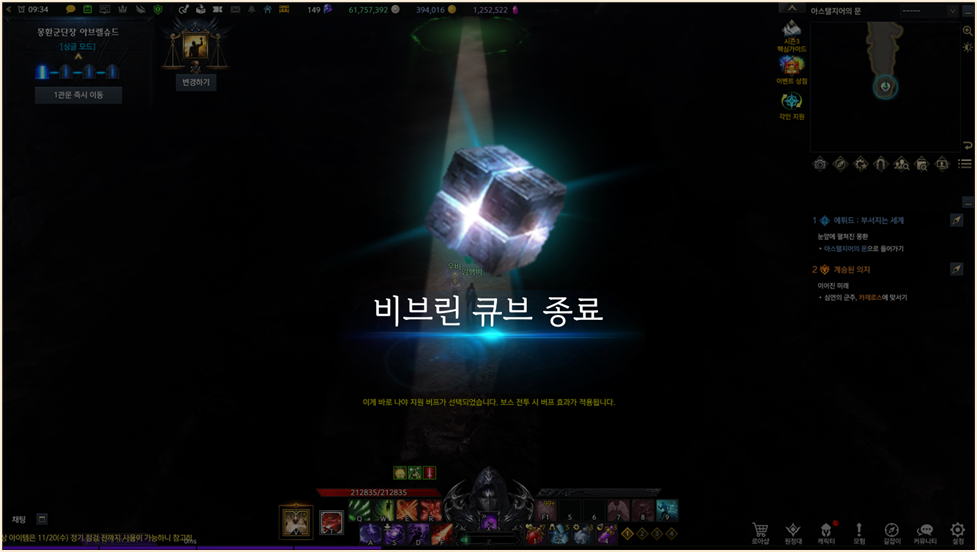 09:34
149
61,757,392
394,016
1,252,522
몽환군단장 아브렐슈드
[싱글 모드]
1관문 즉시 이동
변경하기
시즌3
핵심가이드
이벤트 상점
각인 지원
아스텔지어의 문
1 에튀드 : 부서지는 세계
눈앞에 펼쳐진 몽환
• 아스텔지어의 문으로 들어가기
2 계승된 의지
이어진 미래
• 심연의 군주, 카제로스에 맞서기
비브린 큐브 종료
이게 바로 나야 지원 버프가 선택되었습니다. 보스 전투 시 버프 효과가 적용됩니다.
212835/212835
Q W E R
A S D F
채팅
상 아이템은 11/20(수) 정기 점검 전까지 사용이 가능하니 참고하
로아샵
원정대
캐릭터
모험
길잡이
커뮤니티
설정